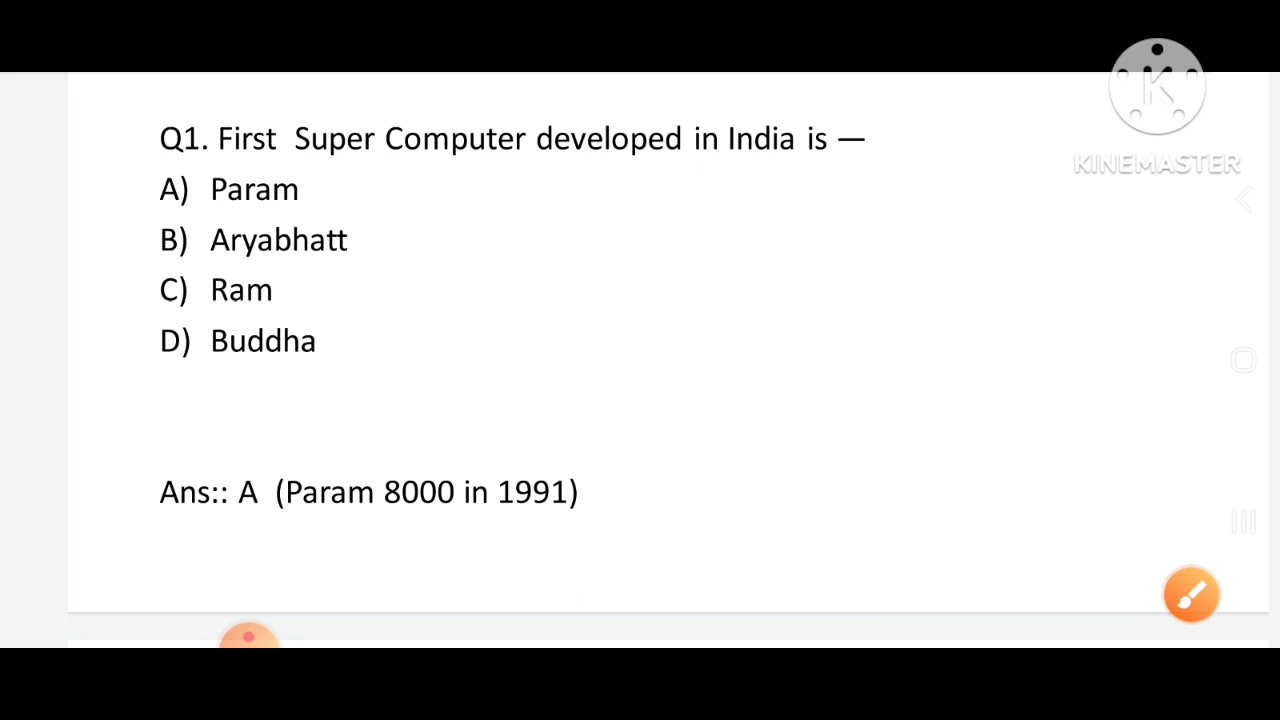 Q1. First Super Computer developed in India is —
A) Param
B) Aryabhatt
C) Ram
D) Buddha
Ans:: A (Param 8000 in 1991)
K
KINEMASTER